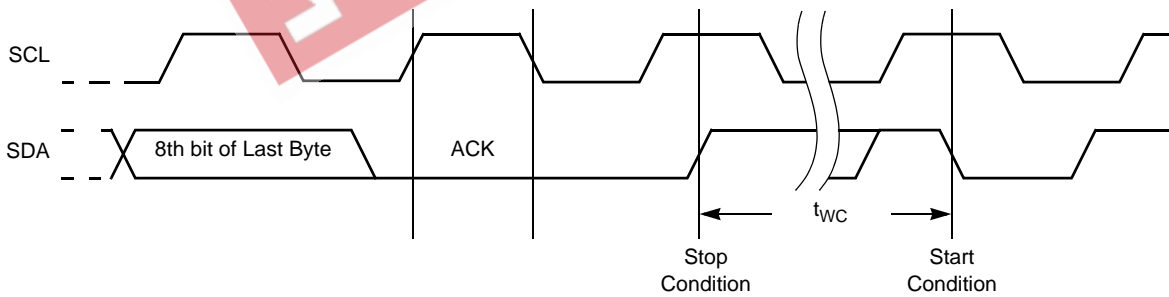 SCL
SDA
8th bit of Last Byte
ACK
tWC
Stop
Condition
Start
Condition